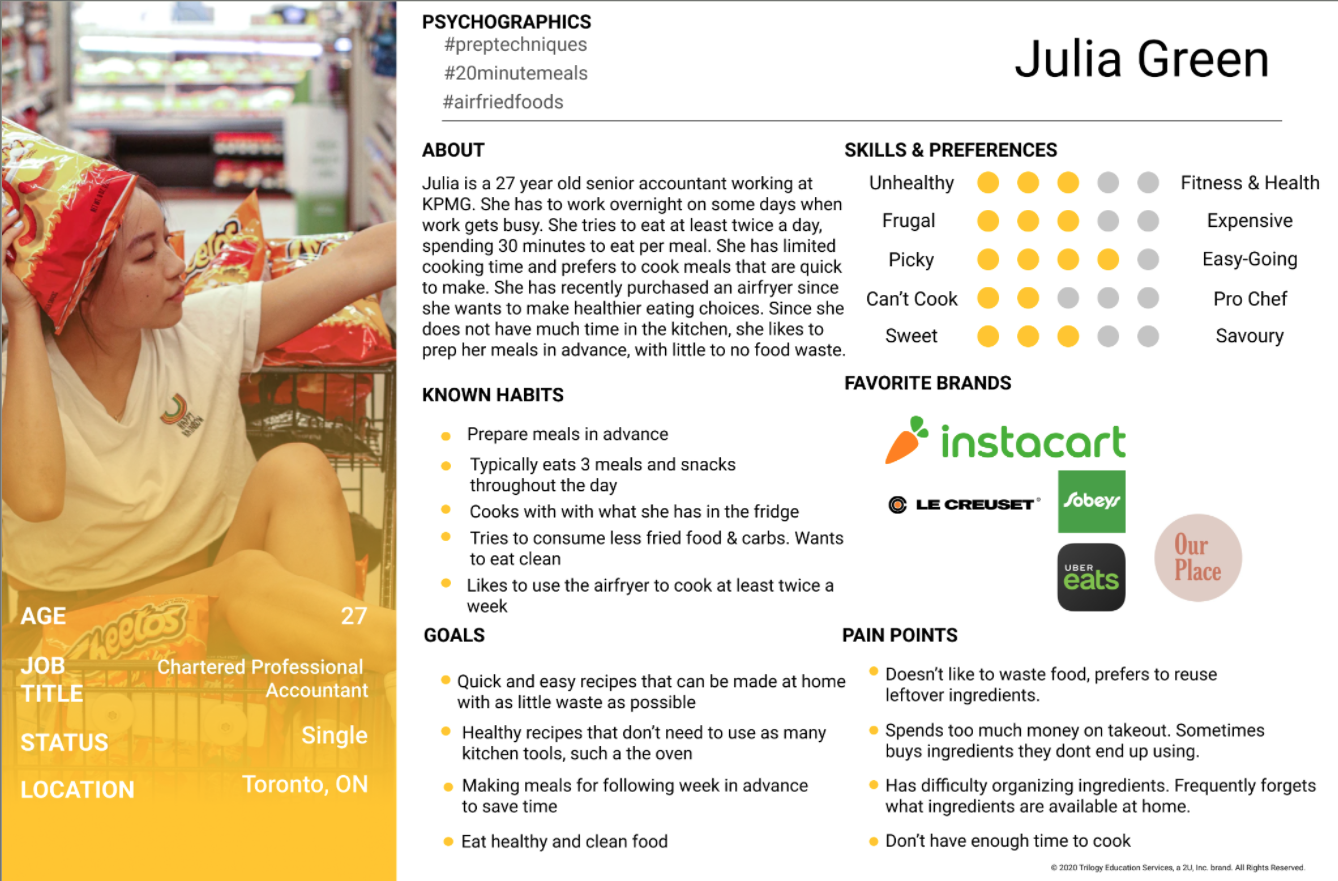 PSYCHOGRAPHICS
#preptechniques
#20minutemeals
#airfriedfoods
Julia Green
ABOUT
Julia is a 27 year old senior accountant working at
KPMG. She has to work overnight on some days when
work gets busy. She tries to eat at least twice a day,
spending 30 minutes to eat per meal. She has limited
cooking time and prefers to cook meals that are quick
to make. She has recently purchased an airfryer since
she wants to make healthier eating choices. Since she
does not have much time in the kitchen, she likes to
prep her meals in advance, with little to no food waste.
SKILLS & PREFERENCES
Unhealthy Fitness & Health
Frugal Expensive
Picky Easy-Going
Can't Cook Pro Chef
Sweet Savoury
KNOWN HABITS
Prepare meals in advance
Typically eats 3 meals and snacks
throughout the day
Cooks with with what she has in the fridge
Tries to consume less fried food & carbs. Wants
to eat clean
Likes to use the airfryer to cook at least twice a
week
FAVORITE BRANDS
instacart
LE CREUSET
Sobeys
UBER
eats
Our
Place
GOALS
Quick and easy recipes that can be made at home
with as little waste as possible
Healthy recipes that don't need to use as many
kitchen tools, such a the oven
Making meals for following week in advance
to save time
Eat healthy and clean food
PAIN POINTS
Doesn't like to waste food, prefers to reuse
leftover ingredients.
Spends too much money on takeout. Sometimes
buys ingredients they dont end up using.
Has difficulty organizing ingredients. Frequently forgets
what ingredients are available at home.
Don't have enough time to cook
Cheetos
AGE 27
JOB
TITLE
Chartered Professional
Accountant
STATUS Single
LOCATION Toronto, ON
© 2020 Trilogy Education Services, a 2U, Inc. brand. All Rights Reserved.